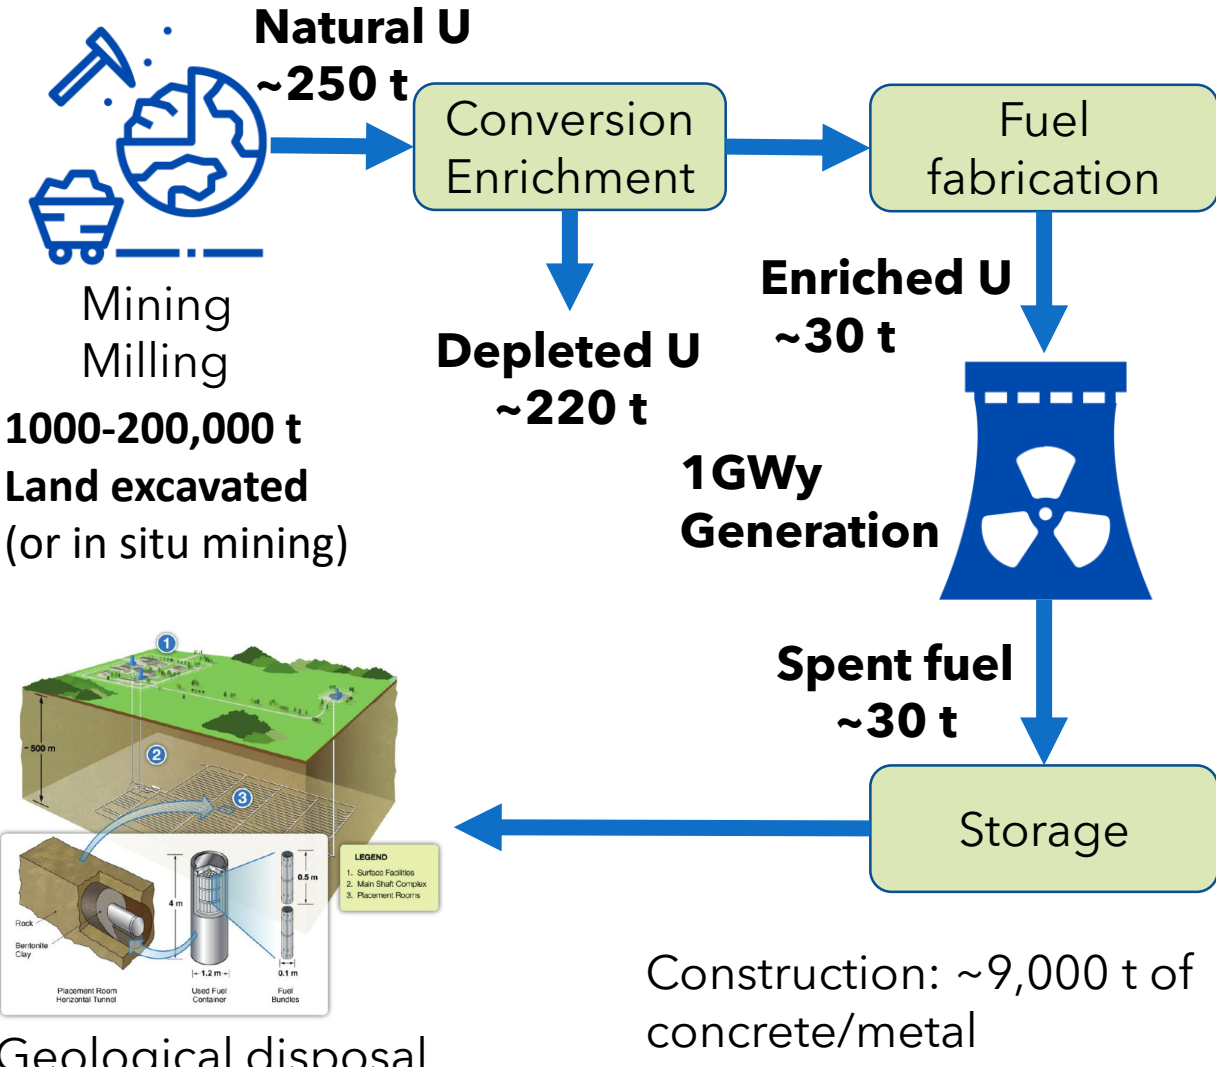 Natural U
~250 t
Conversion
Enrichment
Fuel
fabrication
Mining
Milling
1000-200,000 t
Land excavated
(or in situ mining)
Depleted U
~220 t
Enriched U
~30 t
1GWy
Generation
Spent fuel
~30 t
Storage
1
~ 500 m
2
3
LEGEND
1. Surface Facilities
2. Main Shaft Complex
3. Placement Rooms
Rock
Bentonite
Clay
4 m
0.5 m
1.2 m
0.1 m
Placement Room
Horizontal Tunnel
Used Fuel
Container
Fuel
Bundles
Construction: ~9,000 t of
concrete/metal
Geological disposal